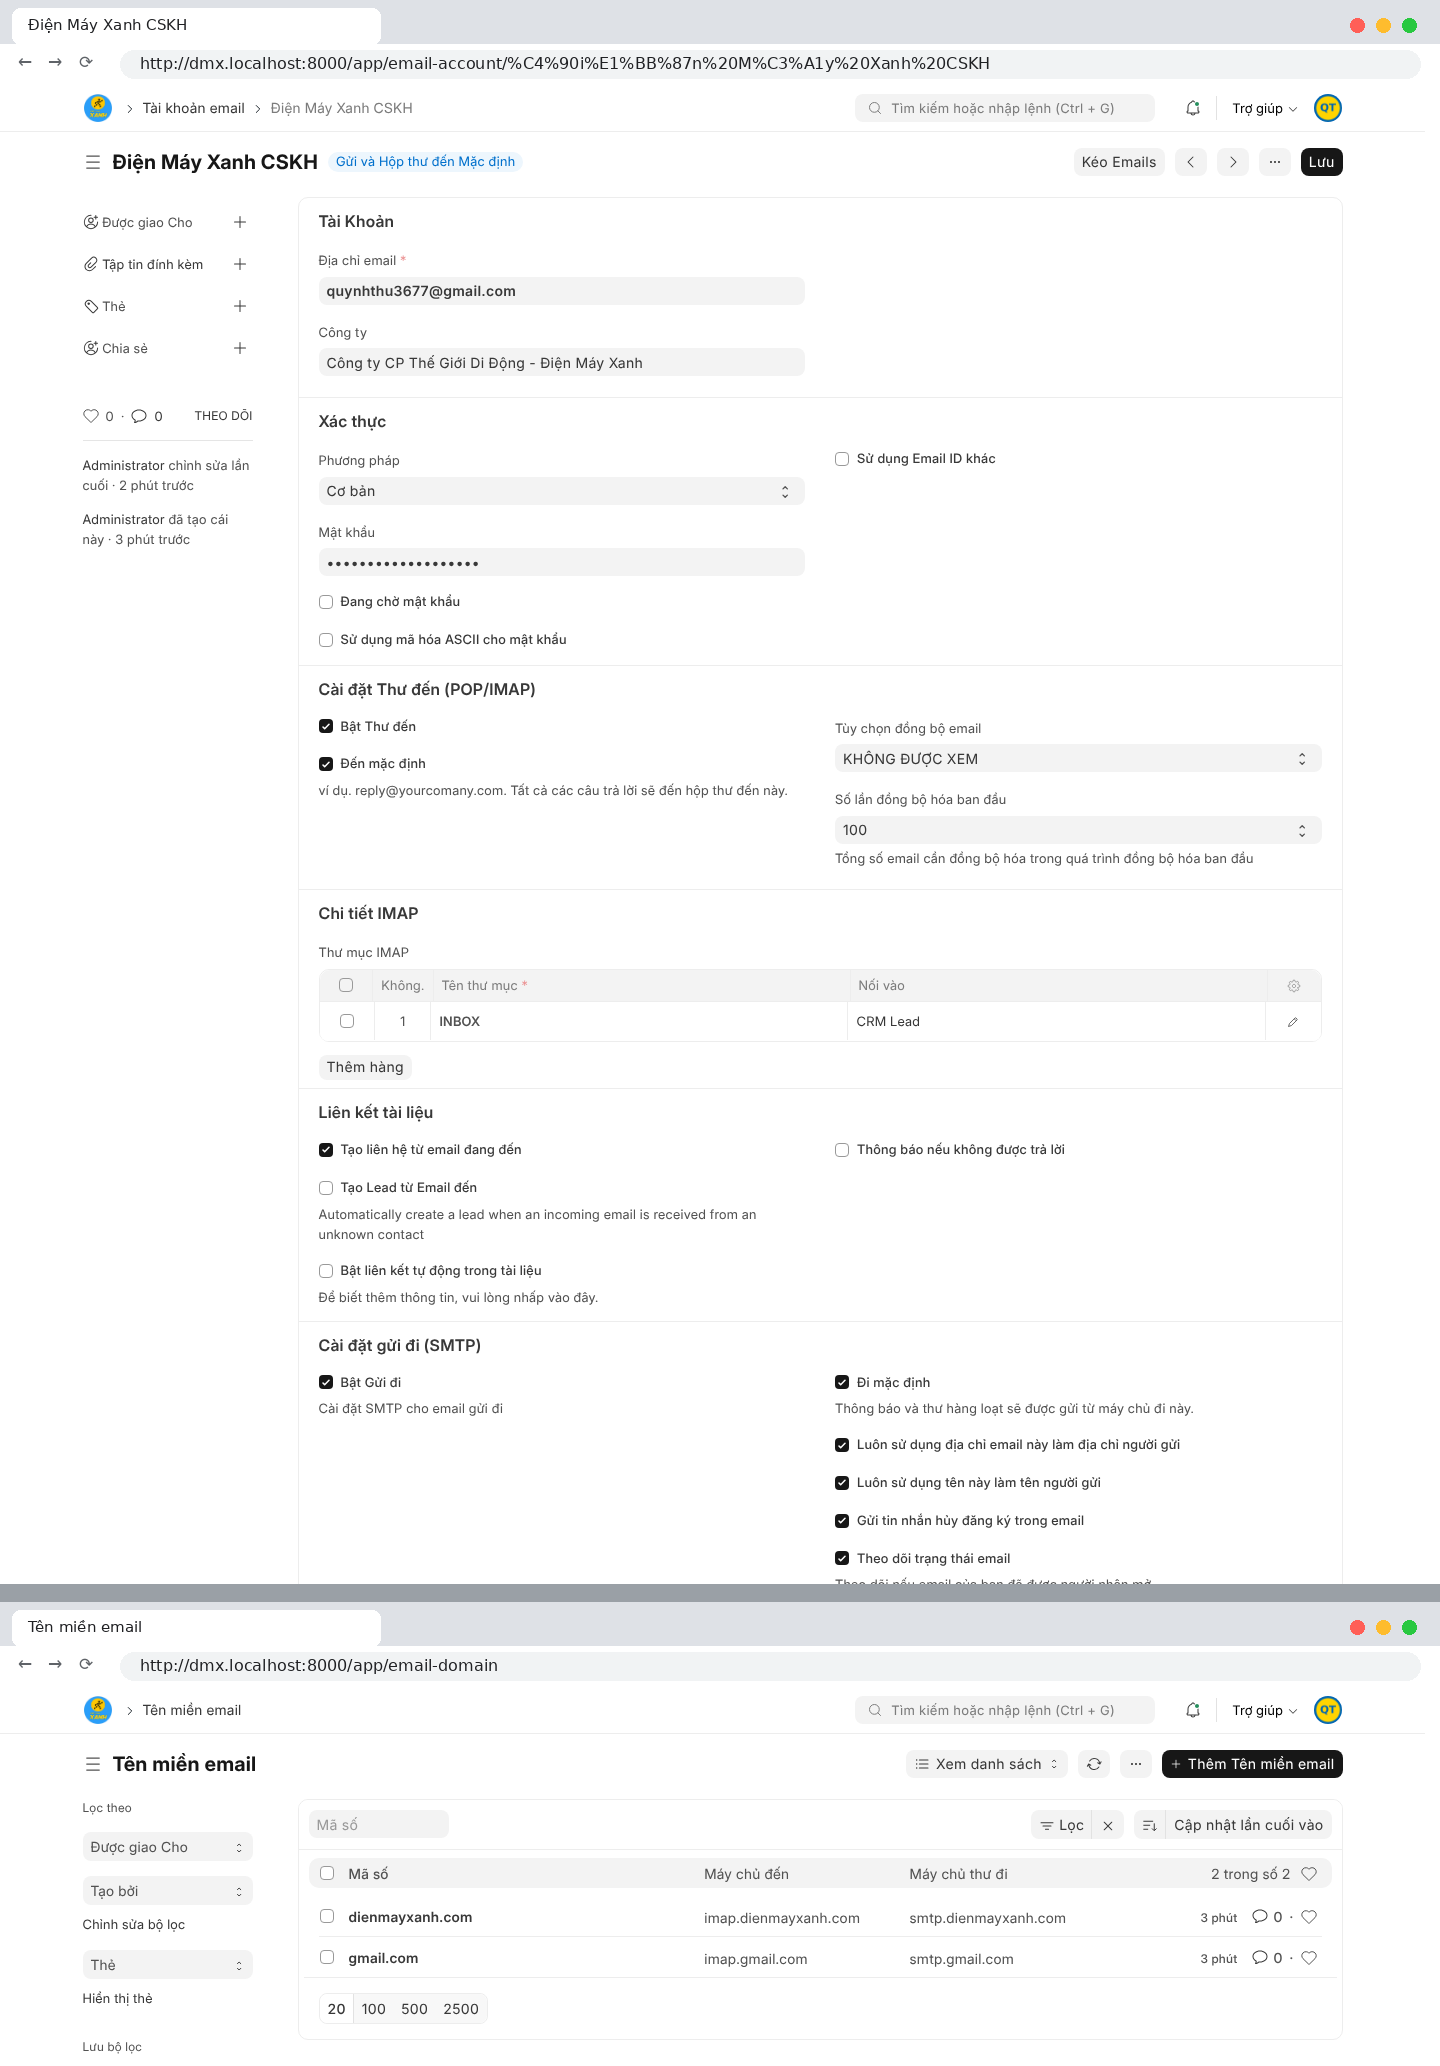 Điện Máy Xanh CSKH
http://dmx.localhost:8000/app/email-account/%C4%90i%E1%BB%87n%20M%C3%A1y%20Xanh%20CSKH
XANH
Tài khoản email
Điện Máy Xanh CSKH
Tìm kiếm hoặc nhập lệnh (Ctrl + G)
Trợ giúp
QT
Điện Máy Xanh CSKH
Gửi và Hộp thư đến Mặc định
Kéo Emails
Lưu
Được giao Cho
Tập tin đính kèm
Thẻ
Chia sẻ
0 · 0 THEO DÕI
Administrator chỉnh sửa lần
cuối · 2 phút trước
Administrator đã tạo cái
này · 3 phút trước
Tài Khoản
Địa chỉ email *
quynhthu3677@gmail.com
Công ty
Công ty CP Thế Giới Di Động - Điện Máy Xanh
Xác thực
Phương pháp
Cơ bản
Sử dụng Email ID khác
Mật khẩu
•••••••••••••••••••
Đang chờ mật khẩu
Sử dụng mã hóa ASCII cho mật khẩu
Cài đặt Thư đến (POP/IMAP)
Bật Thư đến
Đến mặc định
ví dụ. reply@yourcomany.com. Tất cả các câu trả lời sẽ đến hộp thư đến này.
Tùy chọn đồng bộ email
KHÔNG ĐƯỢC XEM
Số lần đồng bộ hóa ban đầu
100
Tổng số email cần đồng bộ hóa trong quá trình đồng bộ hóa ban đầu
Chi tiết IMAP
Thư mục IMAP
Không. Tên thư mục * Nối vào
1 INBOX CRM Lead
Thêm hàng
Liên kết tài liệu
Tạo liên hệ từ email đang đến
Tạo Lead từ Email đến
Automatically create a lead when an incoming email is received from an
unknown contact
Bật liên kết tự động trong tài liệu
Để biết thêm thông tin, vui lòng nhấp vào đây.
Thông báo nếu không được trả lời
Cài đặt gửi đi (SMTP)
Bật Gửi đi
Cài đặt SMTP cho email gửi đi
Đi mặc định
Thông báo và thư hàng loạt sẽ được gửi từ máy chủ đi này.
Luôn sử dụng địa chỉ email này làm địa chỉ người gửi
Luôn sử dụng tên này làm tên người gửi
Gửi tin nhắn hủy đăng ký trong email
Theo dõi trạng thái email
Theo dõi nếu email của bạn đã được người nhận mở
Tên miền email
http://dmx.localhost:8000/app/email-domain
XANH
Tên miền email
Tìm kiếm hoặc nhập lệnh (Ctrl + G)
Trợ giúp
QT
Tên miền email
Xem danh sách
Thêm Tên miền email
Lọc theo
Được giao Cho
Tạo bởi
Chỉnh sửa bộ lọc
Thẻ
Hiển thị thẻ
Lưu bộ lọc
Mã số
Lọc
Cập nhật lần cuối vào
Mã số Máy chủ đến Máy chủ thư đi 2 trong số 2
dienmayxanh.com imap.dienmayxanh.com smtp.dienmayxanh.com 3 phút 0 ·
gmail.com imap.gmail.com smtp.gmail.com 3 phút 0 ·
20 100 500 2500